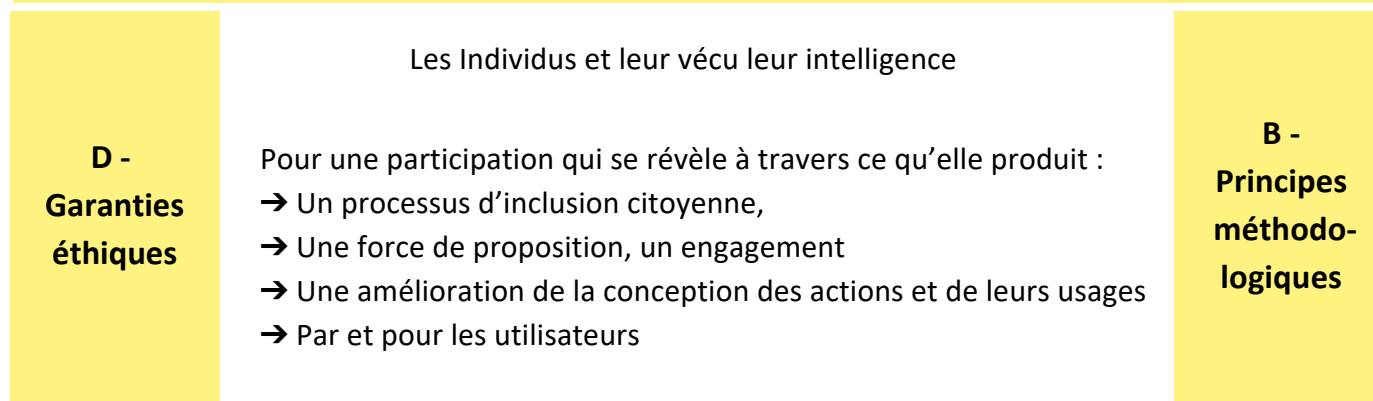 D -
Garanties
éthiques
Les Individus et leur vécu leur intelligence
Pour une participation qui se révèle à travers ce qu’elle produit :
➔ Un processus d’inclusion citoyenne,
➔ Une force de proposition, un engagement
➔ Une amélioration de la conception des actions et de leurs usages
➔ Par et pour les utilisateurs
B -
Principes
méthodo-
logiques